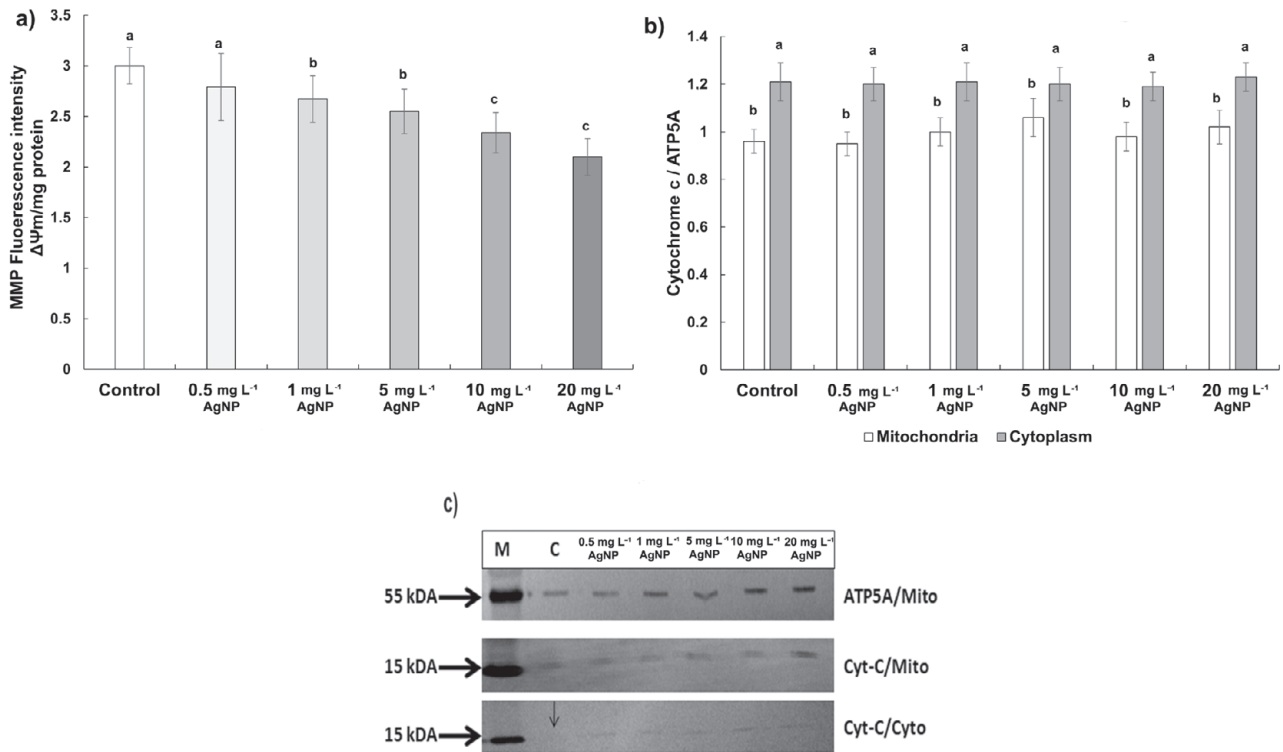 a)
MMP Fluoerescence intensity
ΔΨm/mg protein
3.5
3
2.5
2
1.5
1
0.5
0
a
a
b
b
c
c
Control
0.5 mg L⁻¹
AgNP
1 mg L⁻¹
AgNP
5 mg L⁻¹
AgNP
10 mg L⁻¹
AgNP
20 mg L⁻¹
AgNP
b)
Cytochrome c / ATP5A
1.4
1.2
1
0.8
0.6
0.4
0.2
0
b
a
b
a
b
a
b
a
b
a
b
a
Control
0.5 mg L⁻¹
AgNP
1 mg L⁻¹
AgNP
5 mg L⁻¹
AgNP
10 mg L⁻¹
AgNP
20 mg L⁻¹
AgNP
Mitochondria
Cytoplasm
c)
M
C
0.5 mg L⁻¹
AgNP
1 mg L⁻¹
AgNP
5 mg L⁻¹
AgNP
10 mg L⁻¹
AgNP
20 mg L⁻¹
AgNP
55 kDA
ATP5A/Mito
15 kDA
Cyt-C/Mito
15 kDA
Cyt-C/Cyto